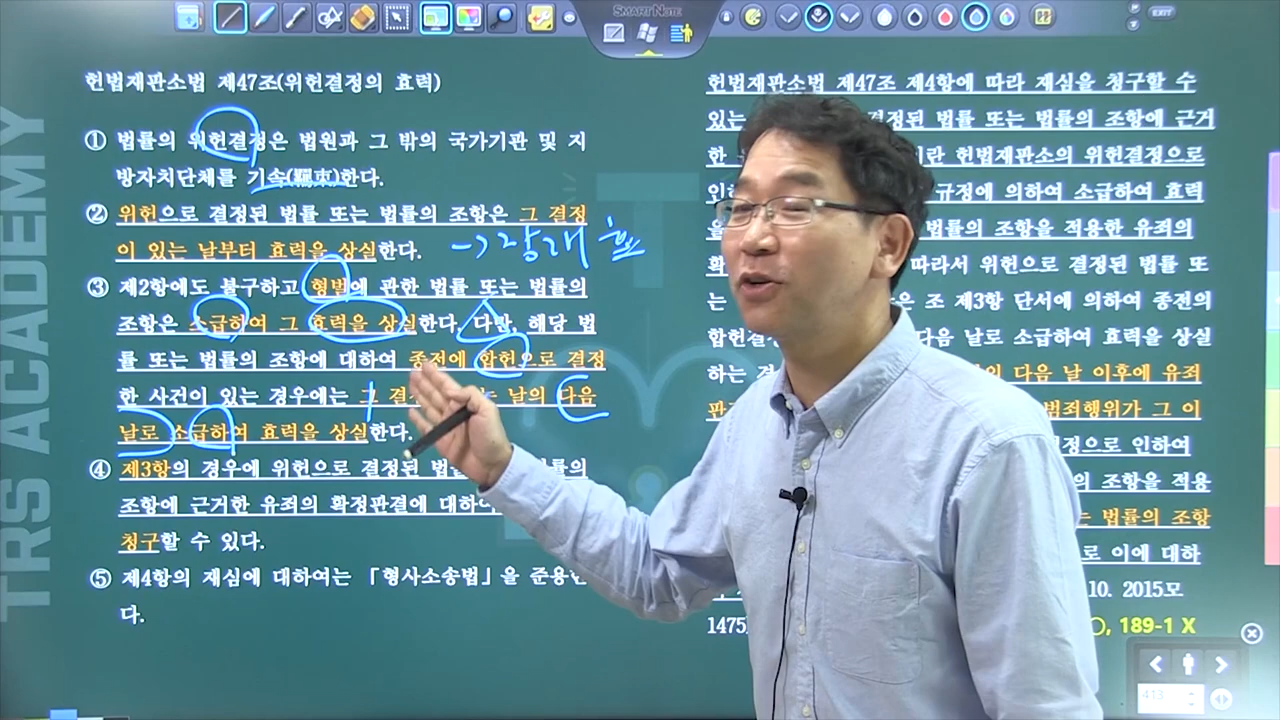 SMART NOTE
EXIT
TRS ACADEMY
헌법재판소법 제47조(위헌결정의 효력)
① 법률의 위헌결정은 법원과 그 밖의 국가기관 및 지
방자치단체를 기속(羈束)한다.
② 위헌으로 결정된 법률 또는 법률의 조항은 그 결정
이 있는 날부터 효력을 상실한다.
→장래효
③ 제2항에도 불구하고 형벌에 관한 법률 또는 법률의
조항은 소급하여 그 효력을 상실한다. 다만, 해당 법
률 또는 법률의 조항에 대하여 종전에 합헌으로 결정
한 사건이 있는 경우에는 그 날의 다음
날로 소급하여 효력을 상실한다.
④ 제3항의 경우에 위헌으로 결정된
조항에 근거한 유죄의 확정판결에
청구할 수 있다.
⑤ 제4항의 재심에 대하여는 「형사소송법」을
다.
헌법재판소법 제47조 제4항에 따라 재심을 청구할 수
있는 결정된 법률 또는 법률의 조항에 근거
한 헌법재판소의 위헌결정으로
규정에 의하여 소급하여 효력
법률의 조항을 적용한 유죄의
따라서 위헌으로 결정된 법률 또
는 조 제3항 단서에 의하여 종전의
합헌결 다음 날로 소급하여 효력을 상실
하는 다음 날 이후에 유죄
범죄행위가 그 이
인하여
조항을 적용
법률의 조항
이에 대하
10. 2015모
1475
189-1 X
413